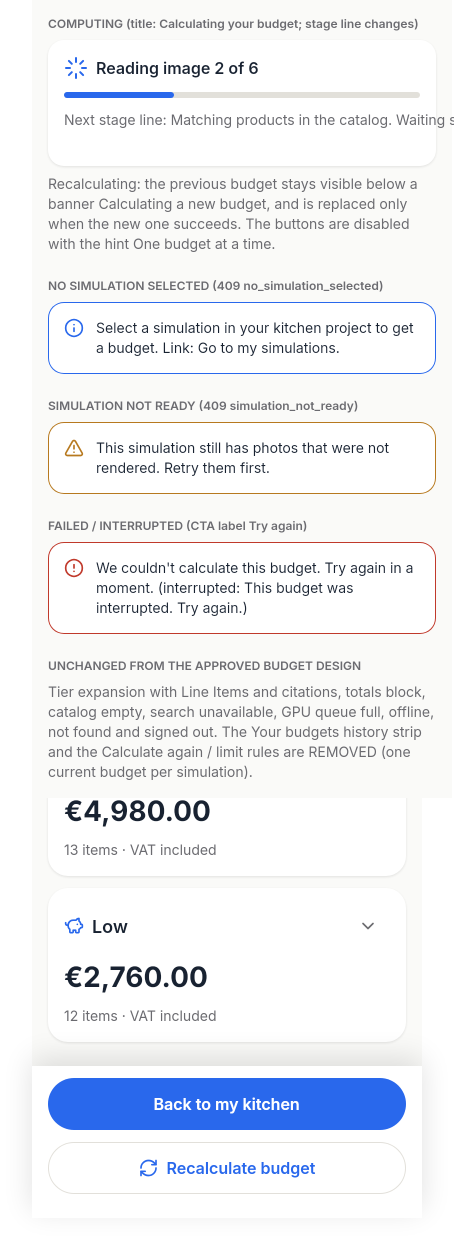 COMPUTING (title: Calculating your budget; stage line changes)
Reading image 2 of 6
Next stage line: Matching products in the catalog. Waiting
Recalculating: the previous budget stays visible below a
banner Calculating a new budget, and is replaced only
when the new one succeeds. The buttons are disabled
with the hint One budget at a time.
NO SIMULATION SELECTED (409 no_simulation_selected)
Select a simulation in your kitchen project to get
a budget. Link: Go to my simulations.
SIMULATION NOT READY (409 simulation_not_ready)
This simulation still has photos that were not
rendered. Retry them first.
FAILED / INTERRUPTED (CTA label Try again)
We couldn't calculate this budget. Try again in a
moment. (interrupted: This budget was
interrupted. Try again.)
UNCHANGED FROM THE APPROVED BUDGET DESIGN
Tier expansion with Line Items and citations, totals block,
catalog empty, search unavailable, GPU queue full, offline,
not found and signed out. The Your budgets history strip
and the Calculate again / limit rules are REMOVED (one
current budget per simulation).
€4,980.00
13 items · VAT included
Low
€2,760.00
12 items · VAT included
Back to my kitchen
Recalculate budget